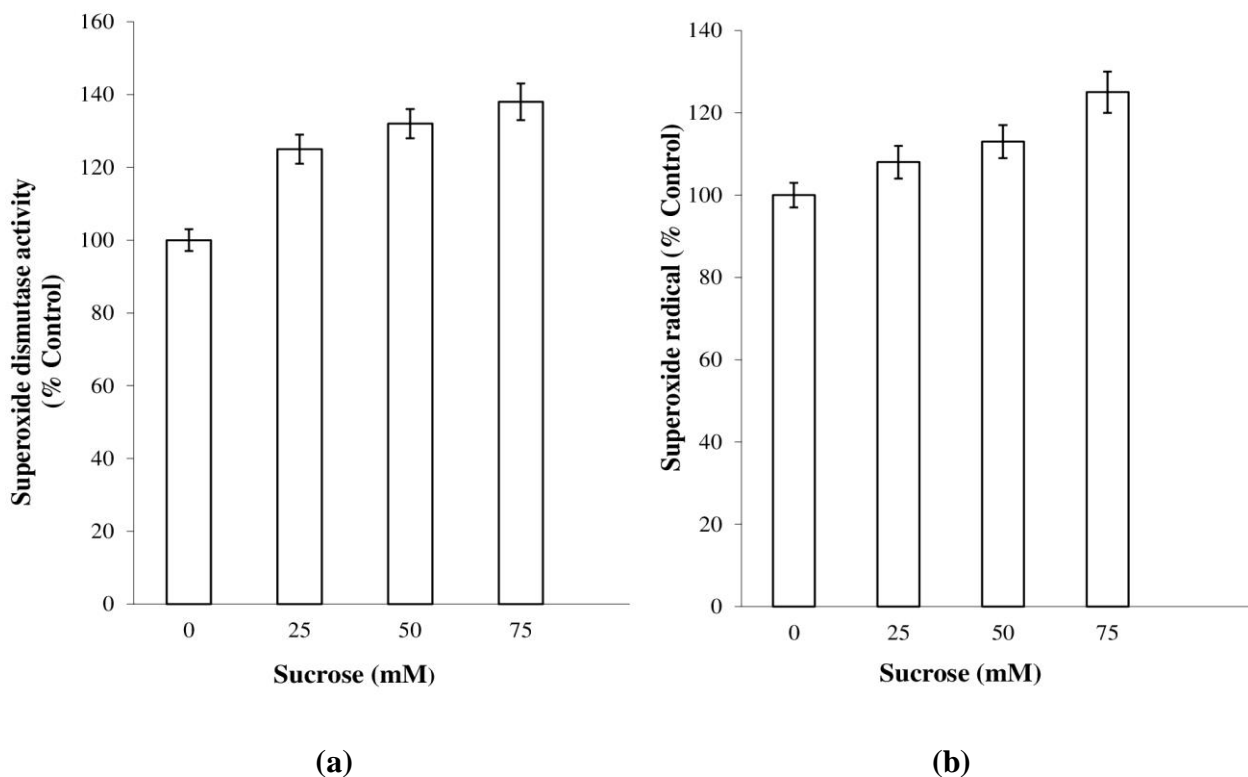 160
140
120
100
80
60
40
20
0
Superoxide dismutase activity
(% Control)
0 25 50 75
Sucrose (mM)
(a)
140
120
100
80
60
40
20
0
Superoxide radical (% Control)
0 25 50 75
Sucrose (mM)
(b)